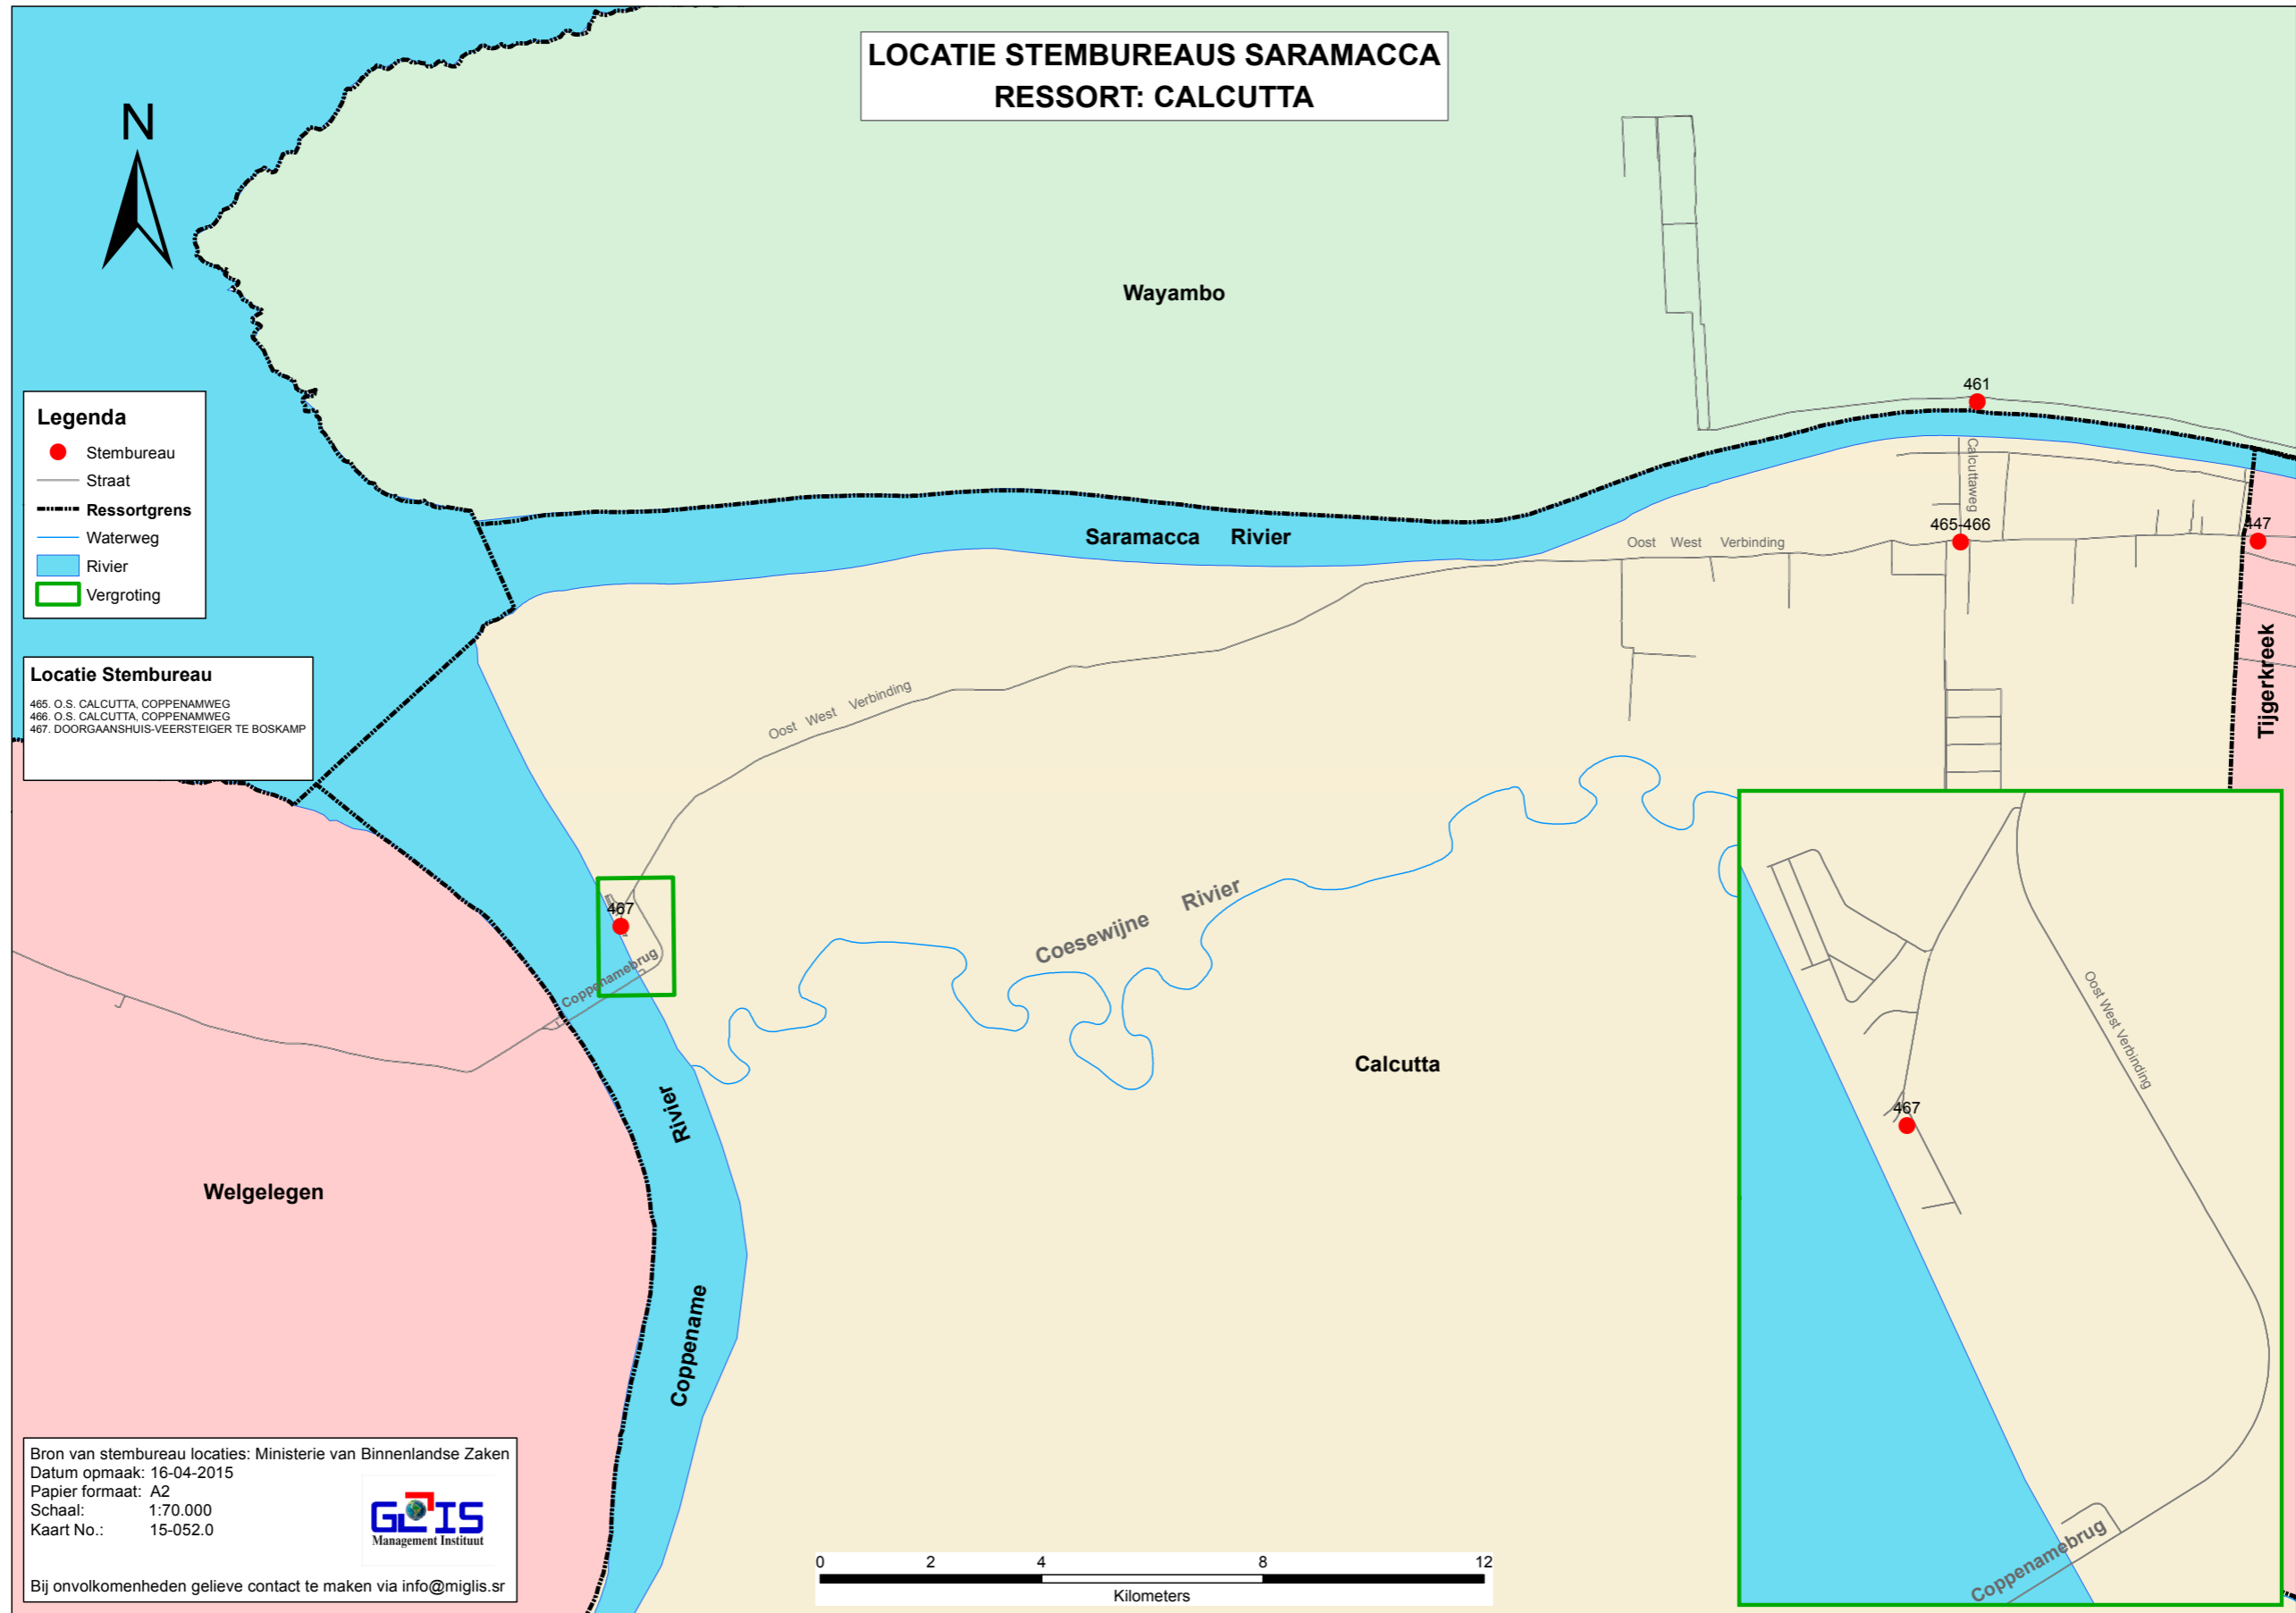 LOCATIE STEMBUREAUS SARAMACCA
RESSORT: CALCUTTA
N
Wayambo
461
Legenda
Stembureau
Straat
Ressortgrens
Waterweg
Rivier
Vergroting
Calcuttaweg
465-466
447
Saramacca Rivier
Oost West Verbinding
Tijgerkreek
Locatie Stembureau
465. O.S. CALCUTTA, COPPENAMWEG
466. O.S. CALCUTTA, COPPENAMWEG
467. DOORGAANSHUIS-VEERSTEIGER TE BOSKAMP
Oost West Verbinding
467
Coppenamebrug
Coesewijne Rivier
Calcutta
Oost West Verbinding
467
Coppenamebrug
Welgelegen
Coppename Rivier
Bron van stembureau locaties: Ministerie van Binnenlandse Zaken
Datum opmaak: 16-04-2015
Papier formaat: A2
Schaal: 1:70.000
Kaart No.: 15-052.0
GLIS
Management Instituut
Bij onvolkomenheden gelieve contact te maken via info@miglis.sr
0 2 4 8 12
Kilometers